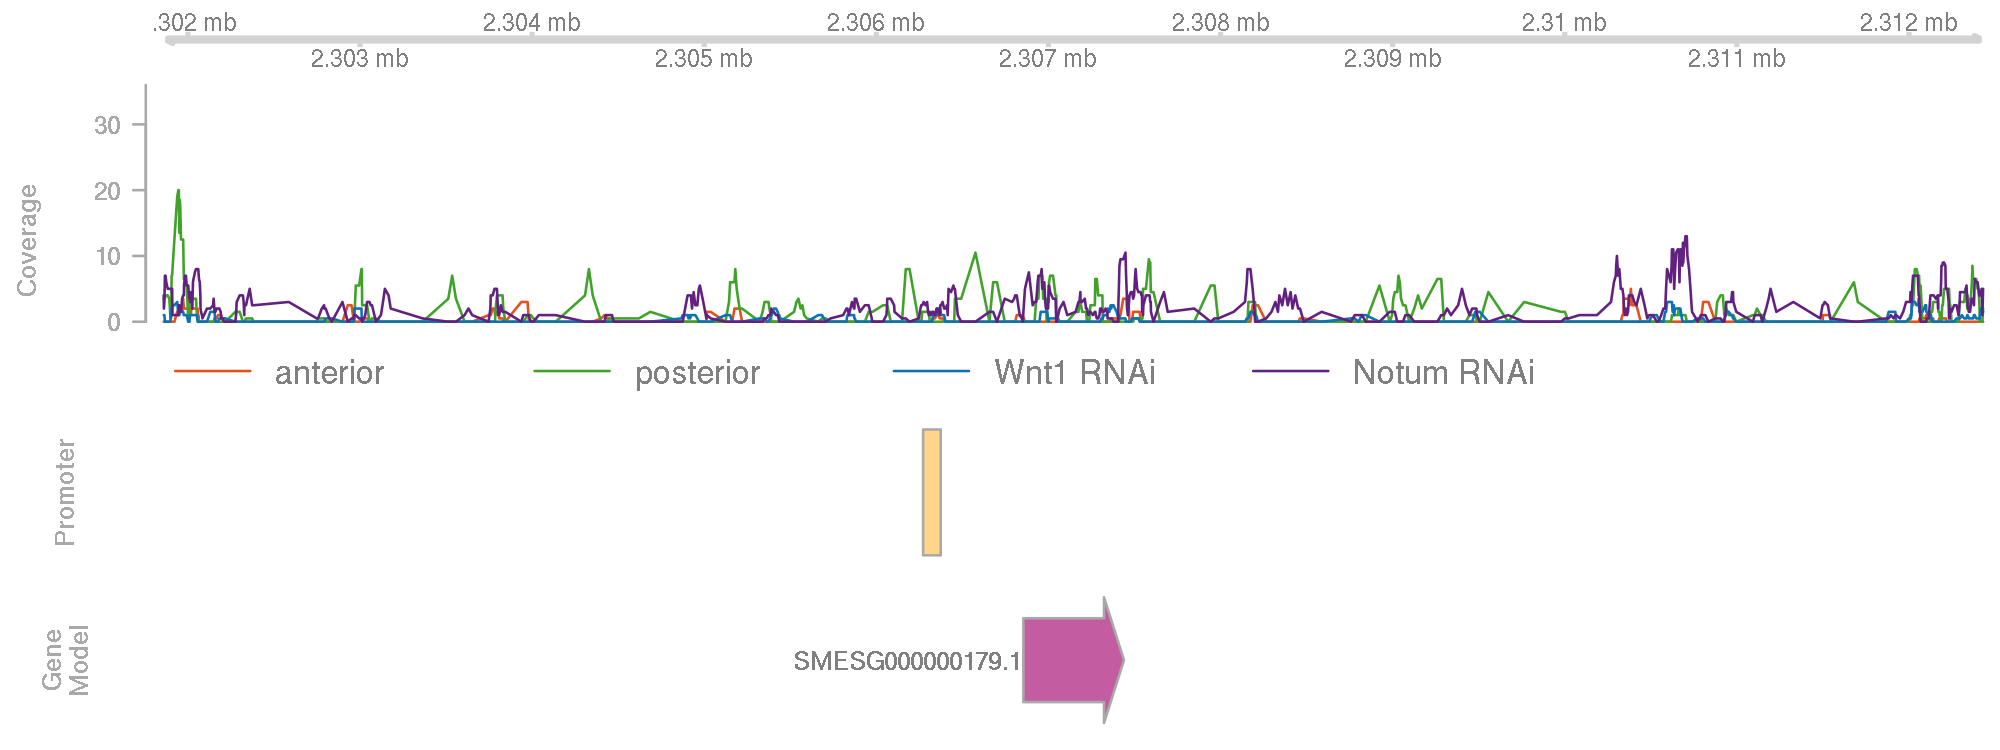 .302 mb 2.304 mb 2.306 mb 2.308 mb 2.31 mb 2.312 mb
2.303 mb 2.305 mb 2.307 mb 2.309 mb 2.311 mb
30
20
10
0
Coverage
anterior posterior Wnt1 RNAi Notum RNAi
Promoter
Gene
Model
SMESG000000179.1